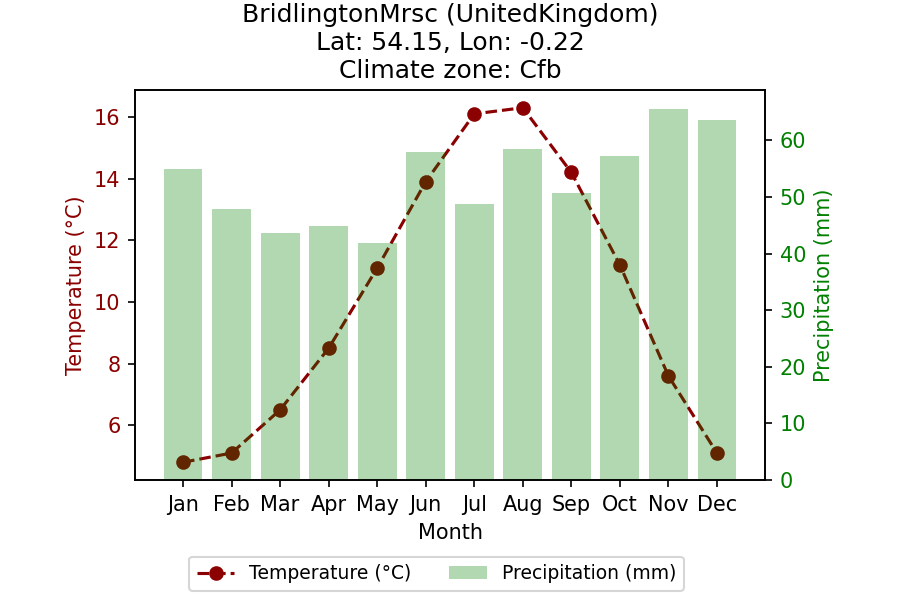 BridlingtonMrsc (UnitedKingdom)
Lat: 54.15, Lon: -0.22
Climate zone: Cfb
Temperature (°C)
16
14
12
10
8
6
Precipitation (mm)
60
50
40
30
20
10
0
Jan Feb Mar Apr May Jun Jul Aug Sep Oct Nov Dec
Month
Temperature (°C) Precipitation (mm)